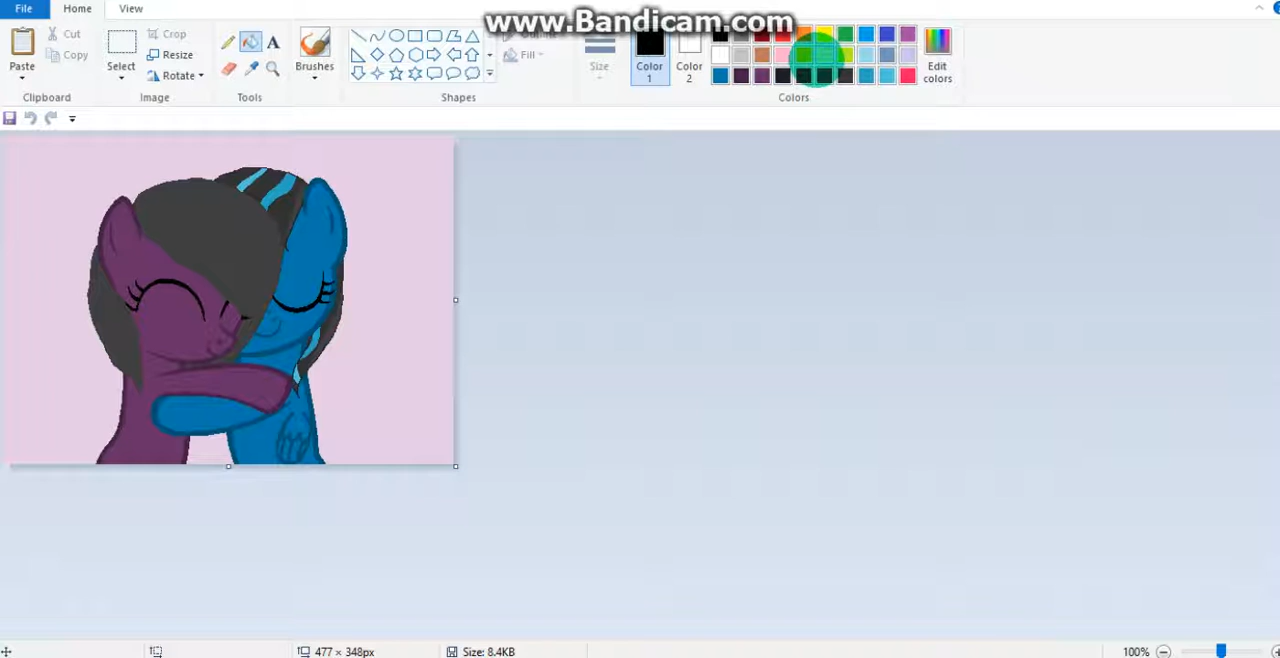 www.Bandicam.com
File
Home
View
Paste
Cut
Copy
Clipboard
Select
Crop
Resize
Rotate
Image
A
Tools
Brushes
Shapes
Outline
Fill
Size
Color
1
Color
2
Edit
colors
Colors
477 × 348px
Size: 8.4KB
100%